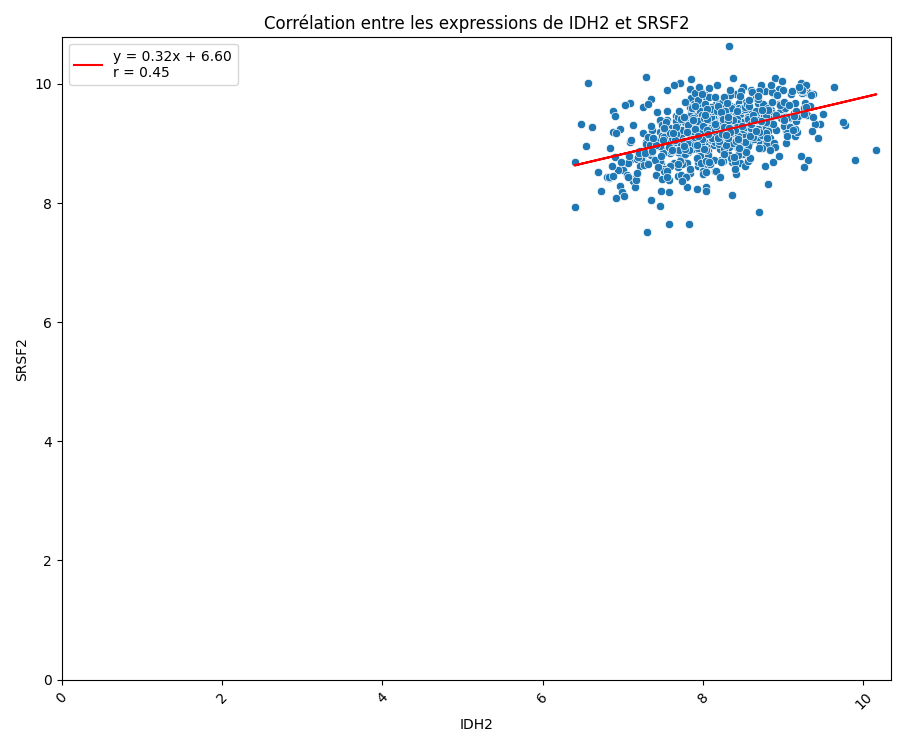 Corrélation entre les expressions de IDH2 et SRSF2
y = 0.32x + 6.60
r = 0.45
10
8
6
4
2
0
SRSF2
0
2
4
6
8
10
IDH2